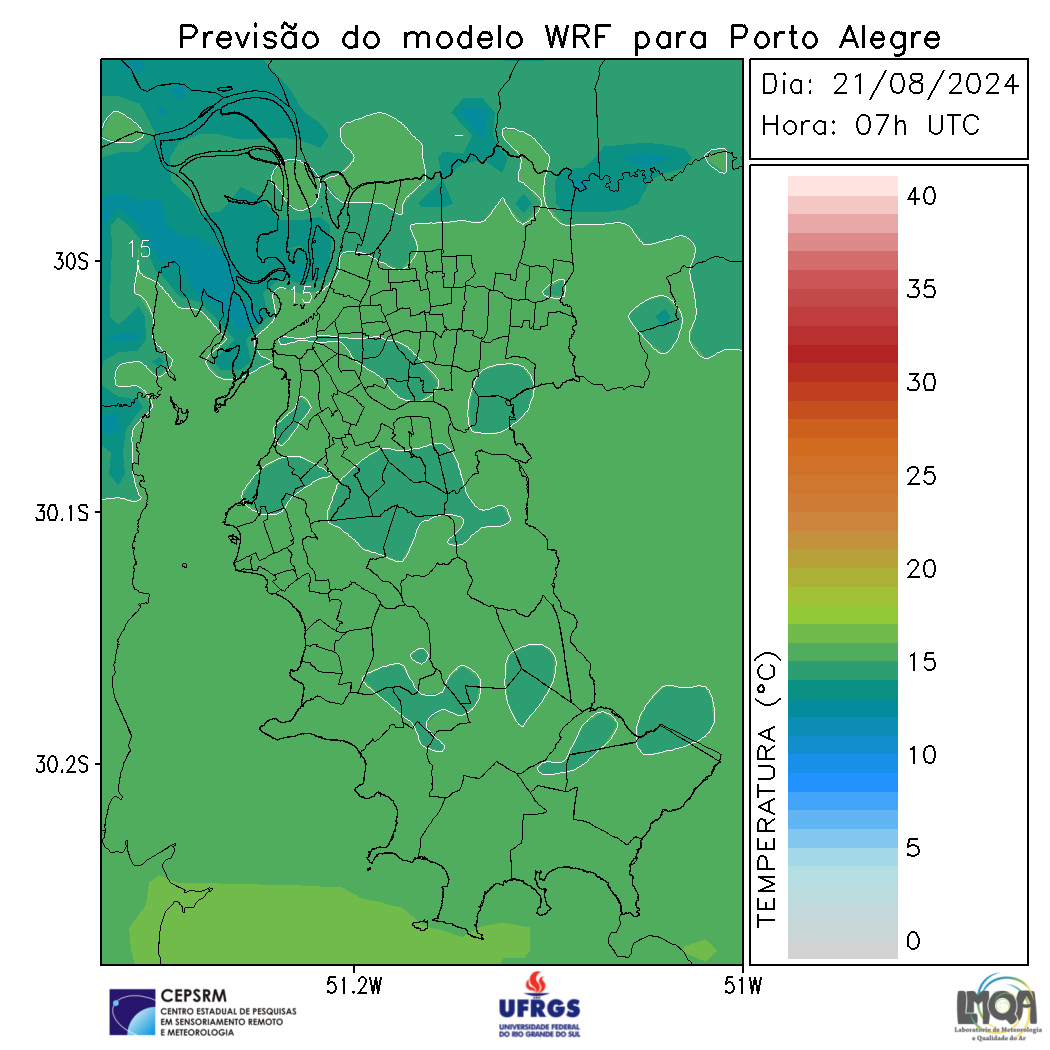 Previsão do modelo WRF para Porto Alegre
Dia: 21/08/2024
Hora: 07h UTC
40
35
30
25
20
15
10
5
0
TEMPERATURA (°C)
15
15
30S
30.1S
30.2S
51.2W
51W
CEPSRM
CENTRO ESTADUAL DE PESQUISAS
EM SENSORIAMENTO REMOTO
E METEOROLOGIA
UFRGS
UNIVERSIDADE FEDERAL
DO RIO GRANDE DO SUL
LMQA
Laboratório de Meteorologia
e Qualidade do Ar